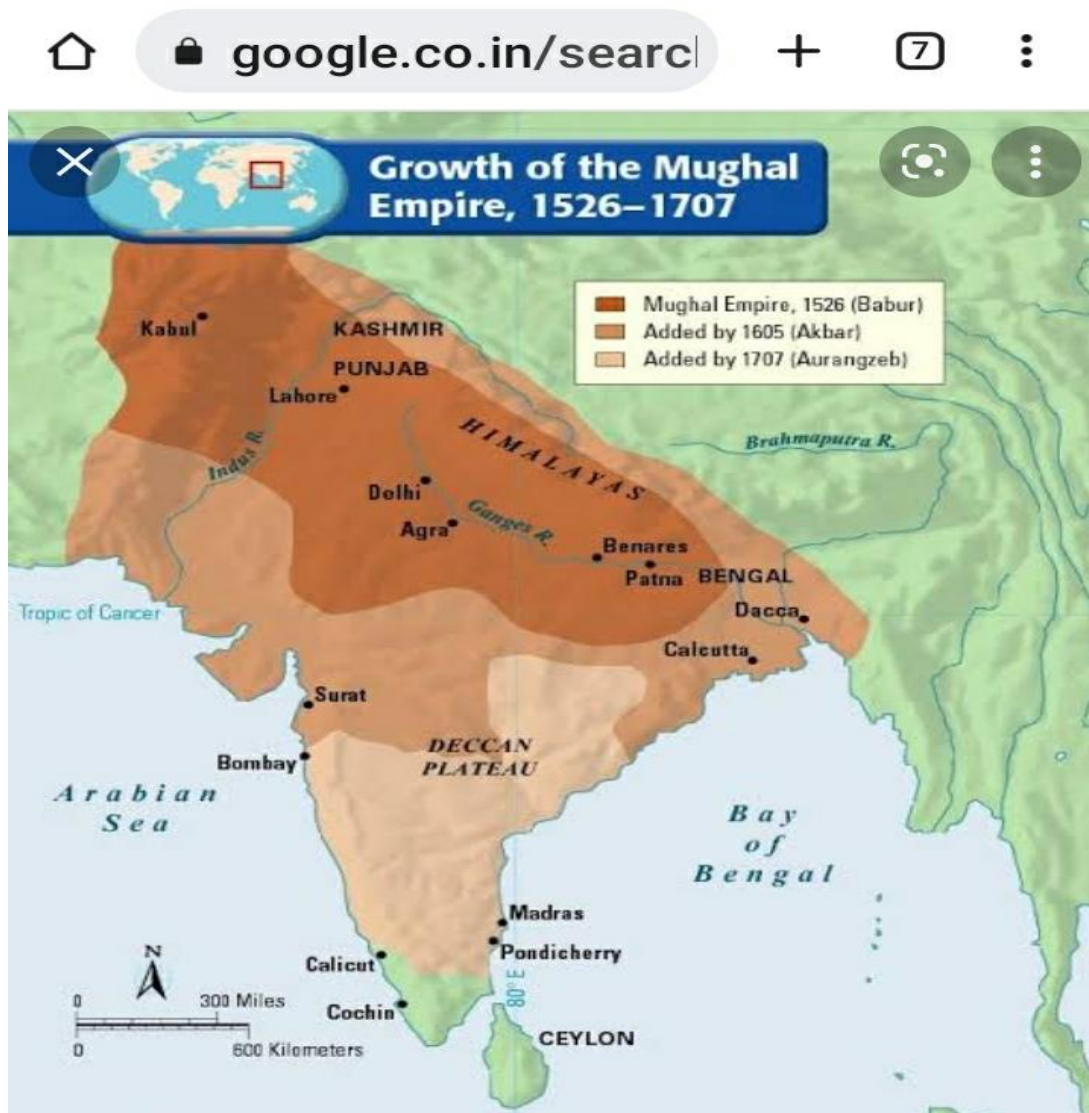 google.co.in/searcl
7
Growth of the Mughal
Empire, 1526–1707
Mughal Empire, 1526 (Babur)
Added by 1605 (Akbar)
Added by 1707 (Aurangzeb)
Kabul
KASHMIR
PUNJAB
Lahore
HIMALAYAS
Brahmaputra R.
Indus R.
Delhi
Ganges R.
Agra
Benares
Patna
BENGAL
Tropic of Cancer
Dacca
Calcutta
Surat
DECCAN
PLATEAU
Bombay
Arabian
Sea
Bay
of
Bengal
Madras
Pondicherry
Calicut
N
0 300 Miles
80° E
Cochin
0 600 Kilometers
CEYLON